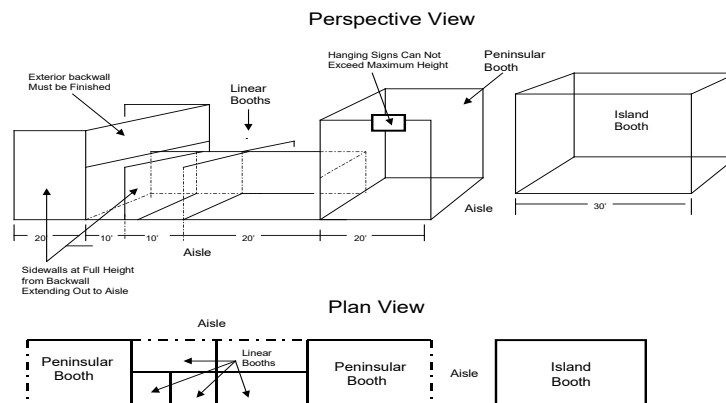 Perspective View
Hanging Signs Can Not
Exceed Maximum Height
Peninsular
Booth
Exterior backwall
Must be Finished
Linear
Booths
Island
Booth
Aisle
20'
10'
10'
20'
20'
30'
Aisle
Sidewalls at Full Height
from Backwall
Extending Out to Aisle
Plan View
Aisle
Peninsular
Booth
Linear
Booths
Peninsular
Booth
Aisle
Island
Booth